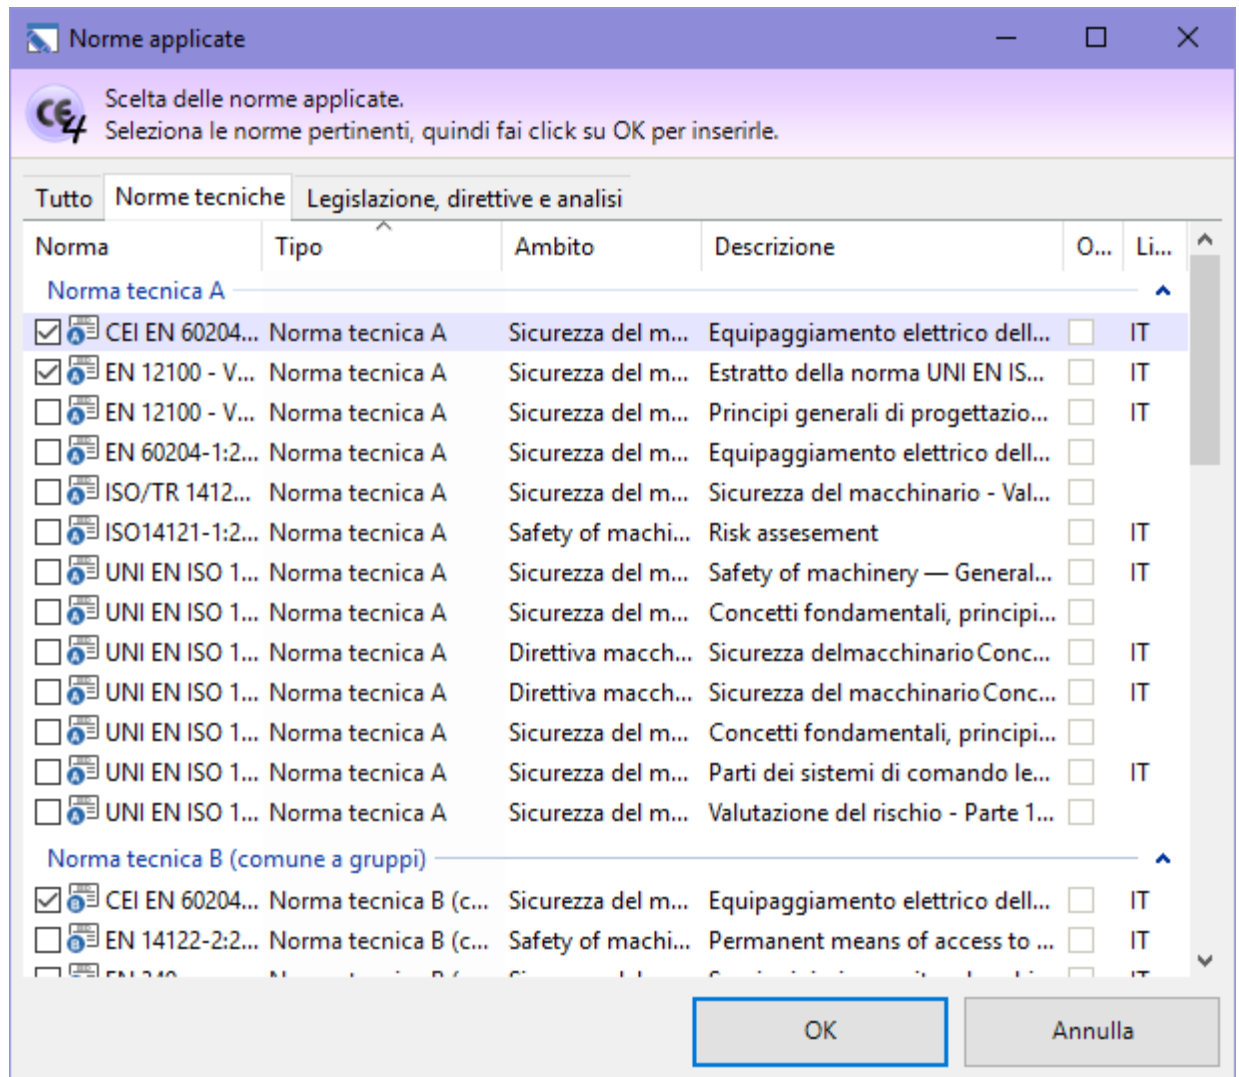 Norme applicate
CE4
Scelta delle norme applicate.
Seleziona le norme pertinenti, quindi fai click su OK per inserirle.
Tutto Norme tecniche Legislazione, direttive e analisi
Norma Tipo Ambito Descrizione O... Li...
Norma tecnica A
CEI EN 60204... Norma tecnica A Sicurezza del m... Equipaggiamento elettrico dell... IT
EN 12100 - V... Norma tecnica A Sicurezza del m... Estratto della norma UNI EN IS... IT
EN 12100 - V... Norma tecnica A Sicurezza del m... Principi generali di progettazio... IT
EN 60204-1:2... Norma tecnica A Sicurezza del m... Equipaggiamento elettrico dell...
ISO/TR 1412... Norma tecnica A Sicurezza del m... Sicurezza del macchinario - Val...
ISO14121-1:2... Norma tecnica A Safety of machi... Risk assesement IT
UNI EN ISO 1... Norma tecnica A Sicurezza del m... Safety of machinery — General... IT
UNI EN ISO 1... Norma tecnica A Sicurezza del m... Concetti fondamentali, principi...
UNI EN ISO 1... Norma tecnica A Direttiva macch... Sicurezza delmacchinario Conc... IT
UNI EN ISO 1... Norma tecnica A Direttiva macch... Sicurezza del macchinario Conc... IT
UNI EN ISO 1... Norma tecnica A Sicurezza del m... Concetti fondamentali, principi...
UNI EN ISO 1... Norma tecnica A Sicurezza del m... Parti dei sistemi di comando le... IT
UNI EN ISO 1... Norma tecnica A Sicurezza del m... Valutazione del rischio - Parte 1...
Norma tecnica B (comune a gruppi)
CEI EN 60204... Norma tecnica B (c... Sicurezza del m... Equipaggiamento elettrico dell... IT
EN 14122-2:2... Norma tecnica B (c... Safety of machi... Permanent means of access to ... IT
OK Annulla